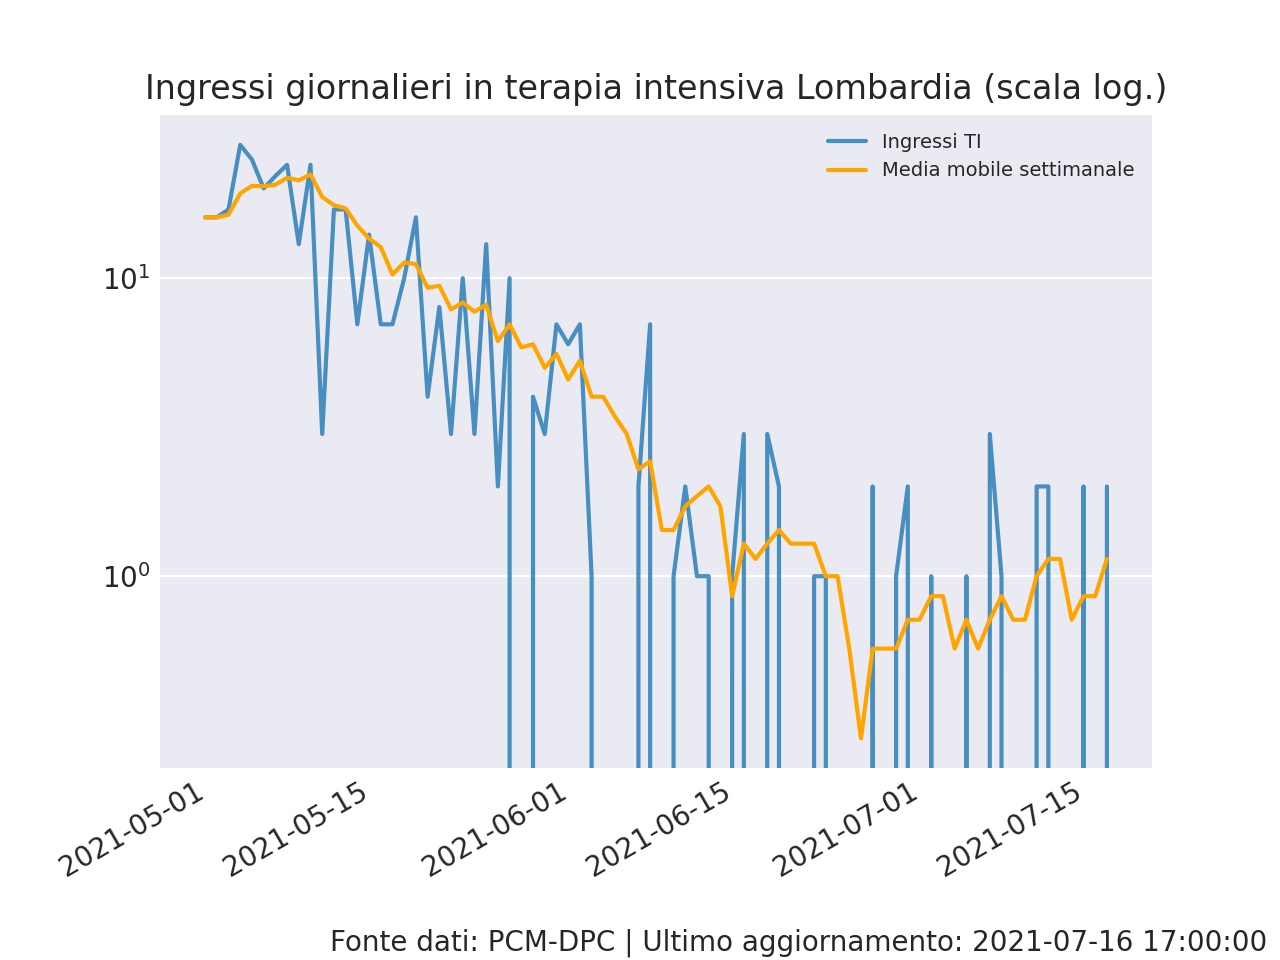 Ingressi giornalieri in terapia intensiva Lombardia (scala log.)
Ingressi TI
Media mobile settimanale
10¹
10⁰
2021-05-01
2021-05-15
2021-06-01
2021-06-15
2021-07-01
2021-07-15
Fonte dati: PCM-DPC | Ultimo aggiornamento: 2021-07-16 17:00:00